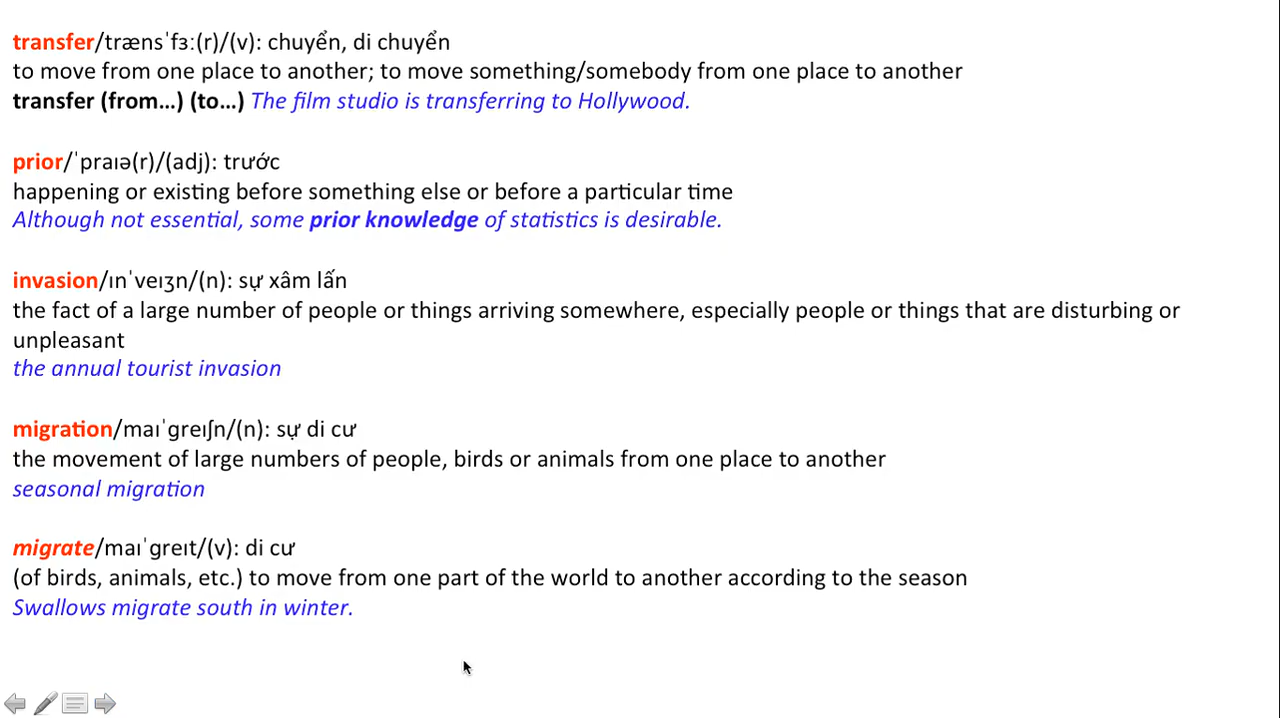 transfer/trænsˈfɜː(r)/(v): chuyển, di chuyển
to move from one place to another; to move something/somebody from one place to another
transfer (from…) (to…) The film studio is transferring to Hollywood.
prior/ˈpraɪə(r)/(adj): trước
happening or existing before something else or before a particular time
Although not essential, some prior knowledge of statistics is desirable.
invasion/ɪnˈveɪʒn/(n): sự xâm lấn
the fact of a large number of people or things arriving somewhere, especially people or things that are disturbing or
unpleasant
the annual tourist invasion
migration/maɪˈɡreɪʃn/(n): sự di cư
the movement of large numbers of people, birds or animals from one place to another
seasonal migration
migrate/maɪˈɡreɪt/(v): di cư
(of birds, animals, etc.) to move from one part of the world to another according to the season
Swallows migrate south in winter.